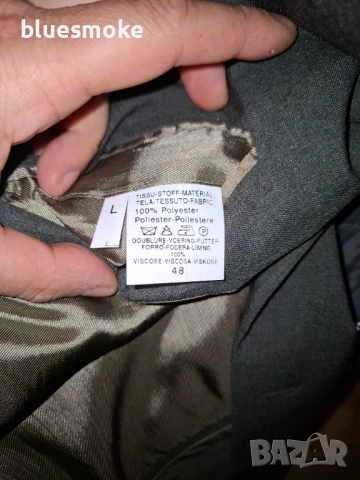 bluesmoke
L
TISSU-STOFF-MATERIAL
TELA-TESSUTO-FABRIC
100% Polyester
Poliester-Poliestere
P
DOUBLURE-VOERING-FUTTER
FORRO-FODERA-LINING
100%
VISCOSE-VISCOSA-VISKOSE
48
BAZAR